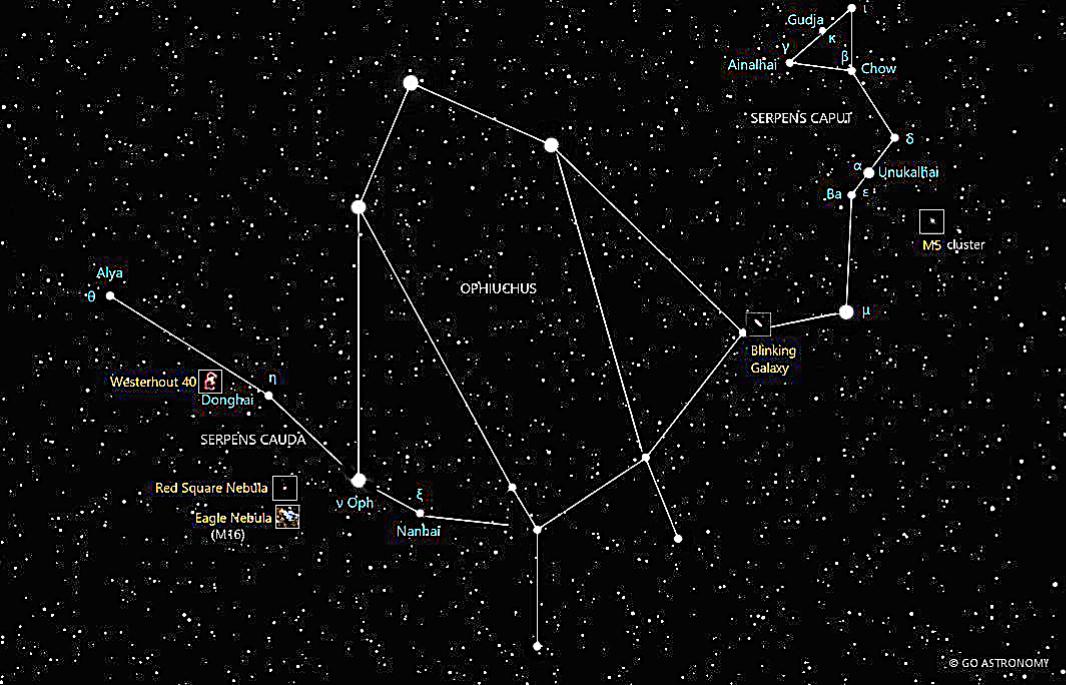 Gudja
ι
κ
γ
β
Ainalhai
Chow
SERPENS CAPUT
δ
α
Unukalhai
Ba
ε
M5 cluster
Alya
θ
OPHIUCHUS
μ
Blinking
Galaxy
Westerhout 40
η
Donghai
SERPENS CAUDA
Red Square Nebula
ν Oph
ξ
Eagle Nebula
(M16)
Nanhai
© GO ASTRONOMY